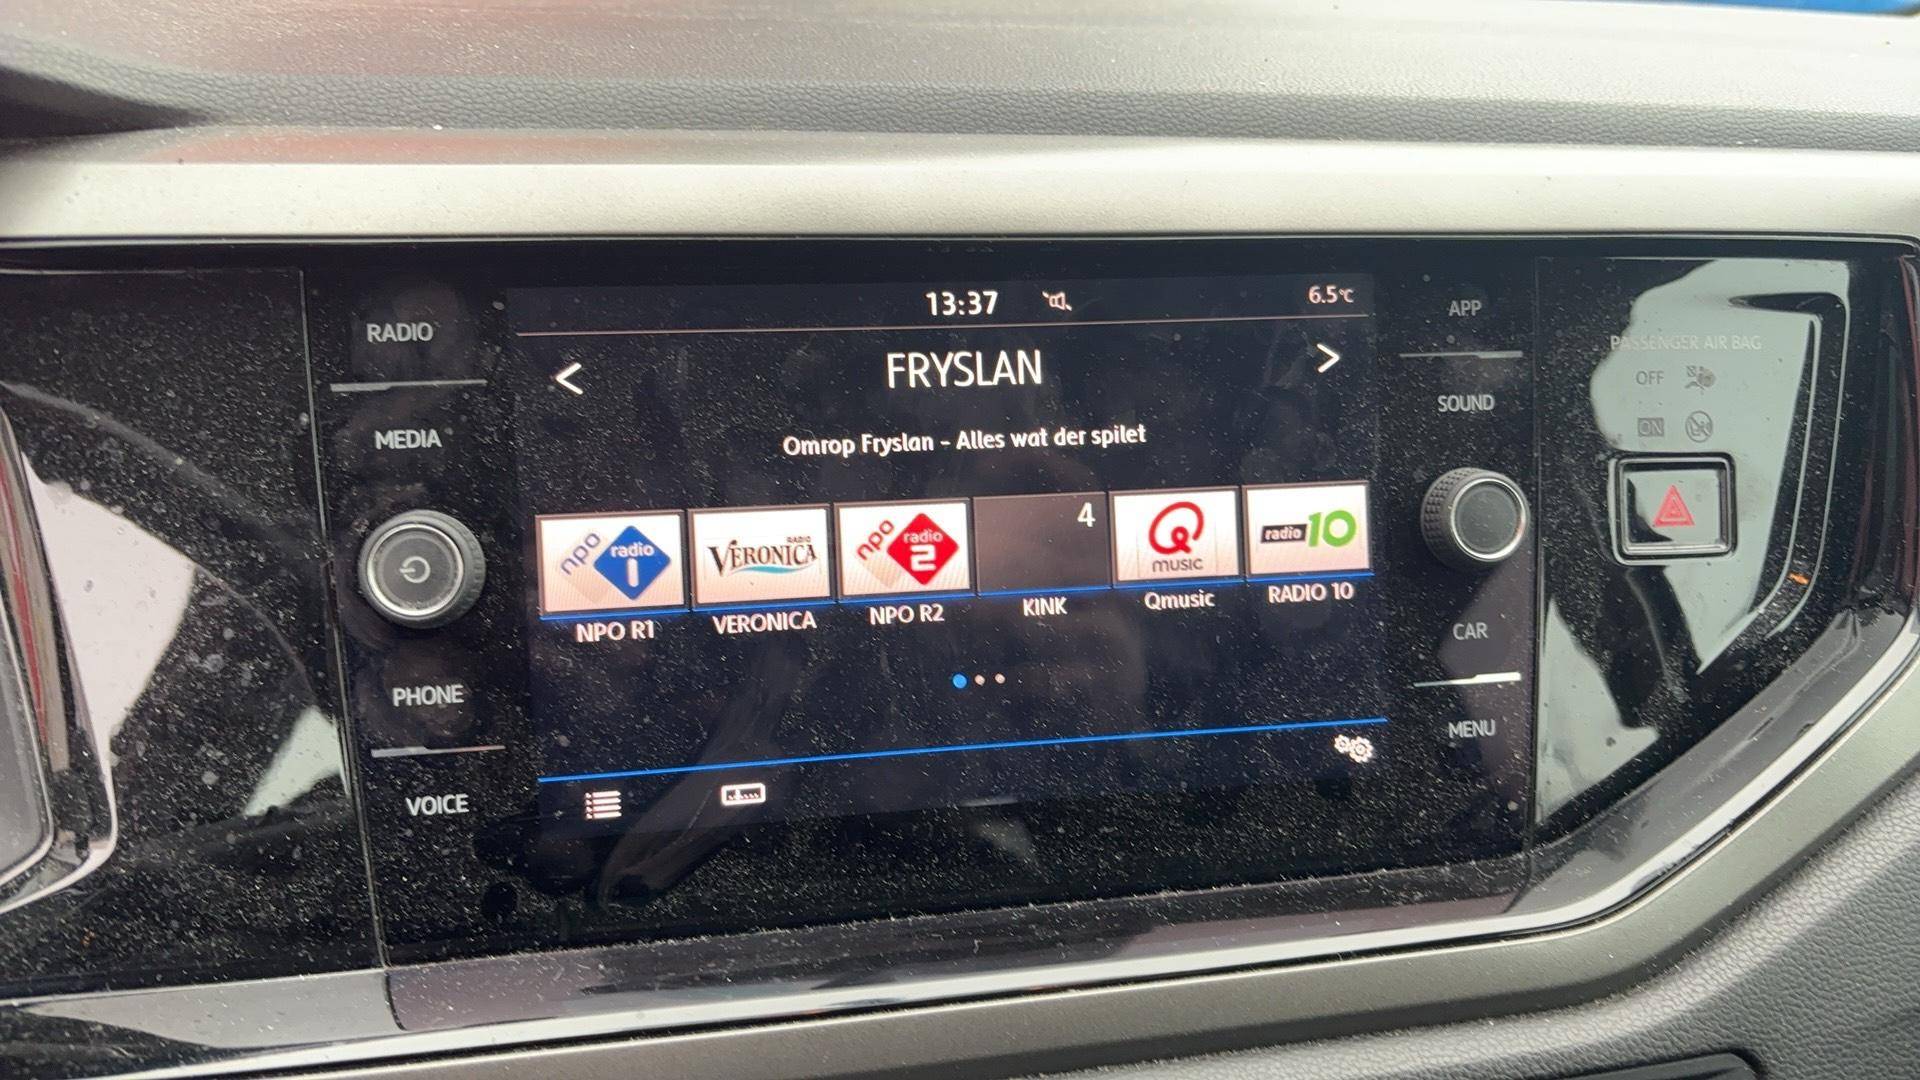 RADIO
MEDIA
PHONE
VOICE
13:37
6.5°C
<
FRYSLAN
>
Omrop Fryslan - Alles wat der spilet
npo radio 1
RADIO VERONICA
npo radio 2
4
Q music
radio 10
NPO R1
VERONICA
NPO R2
KINK
Qmusic
RADIO 10
APP
SOUND
CAR
MENU
PASSENGER AIR BAG
OFF
ON